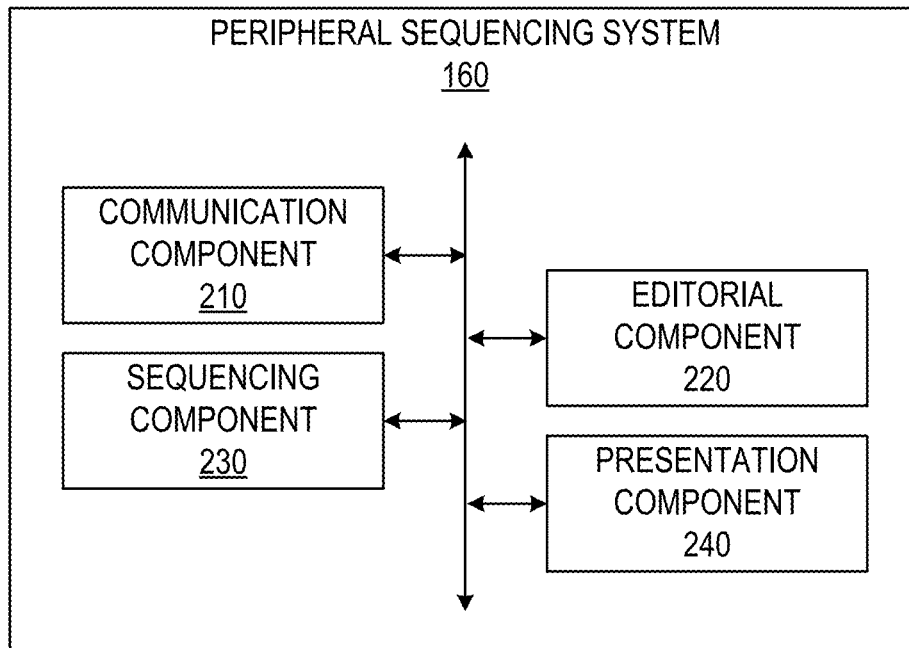 PERIPHERAL SEQUENCING SYSTEM
160
COMMUNICATION
COMPONENT
210
EDITORIAL
COMPONENT
220
SEQUENCING
COMPONENT
230
PRESENTATION
COMPONENT
240